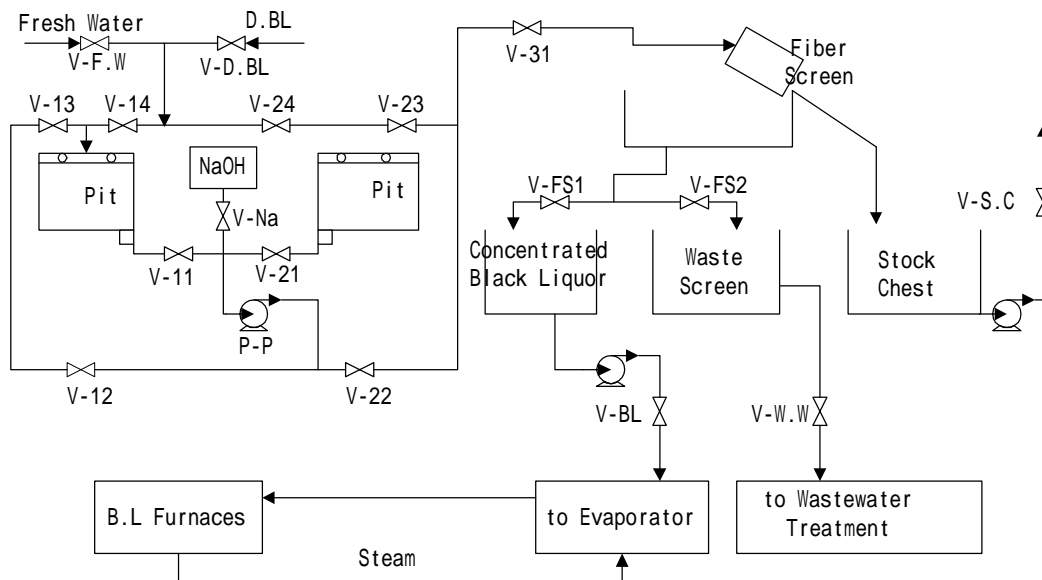 Fresh Water
D.BL
V-F.W
V-D.BL
V-31
Fiber
Screen
V-13
V-14
V-24
V-23
NaOH
Pit
Pit
V-Na
V-FS1
V-FS2
V-S.C
V-11
V-21
Concentrated
Black Liquor
Waste
Screen
Stock
Chest
P-P
V-12
V-22
V-BL
V-W.W
B.L Furnaces
to Evaporator
to Wastewater
Treatment
Steam